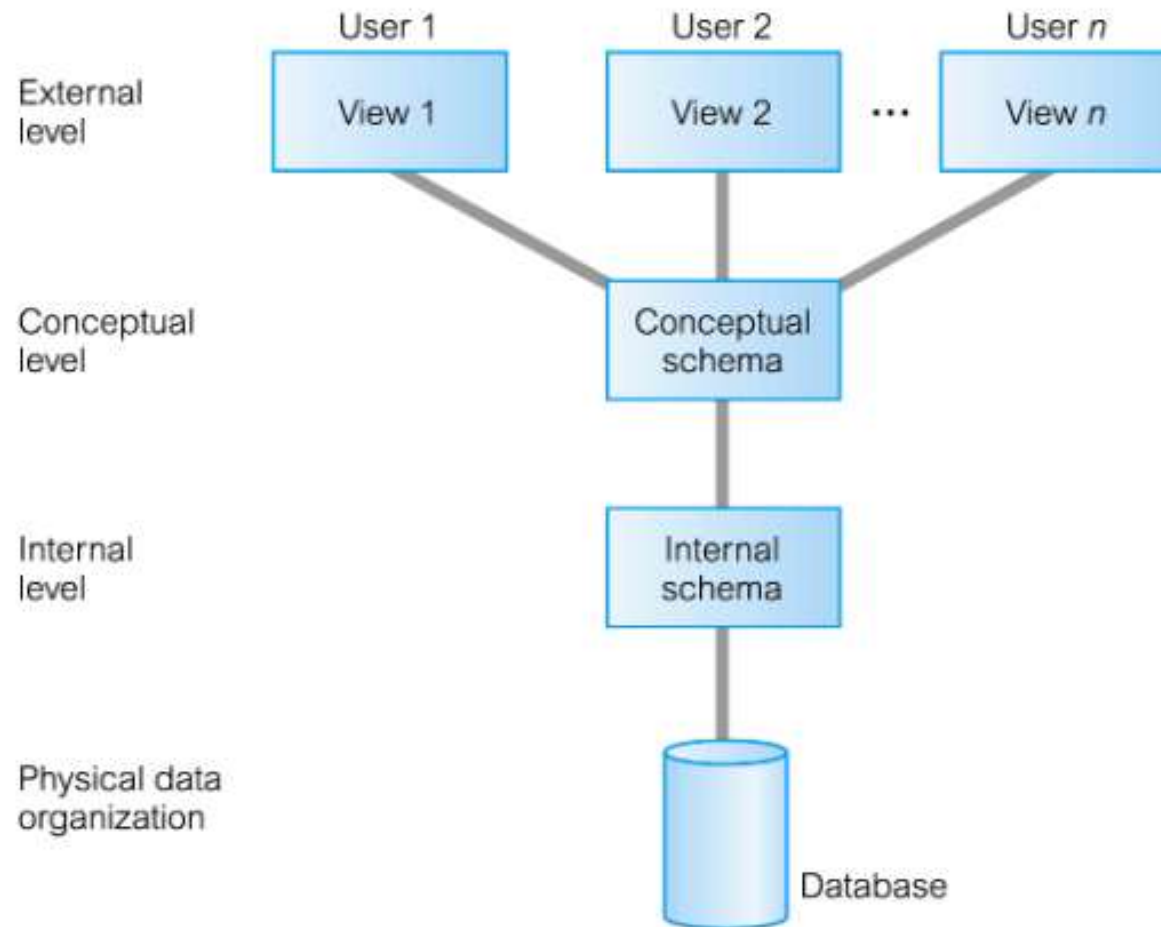 User 1
User 2
User n
External
level
View 1
View 2
...
View n
Conceptual
level
Conceptual
schema
Internal
level
Internal
schema
Physical data
organization
Database